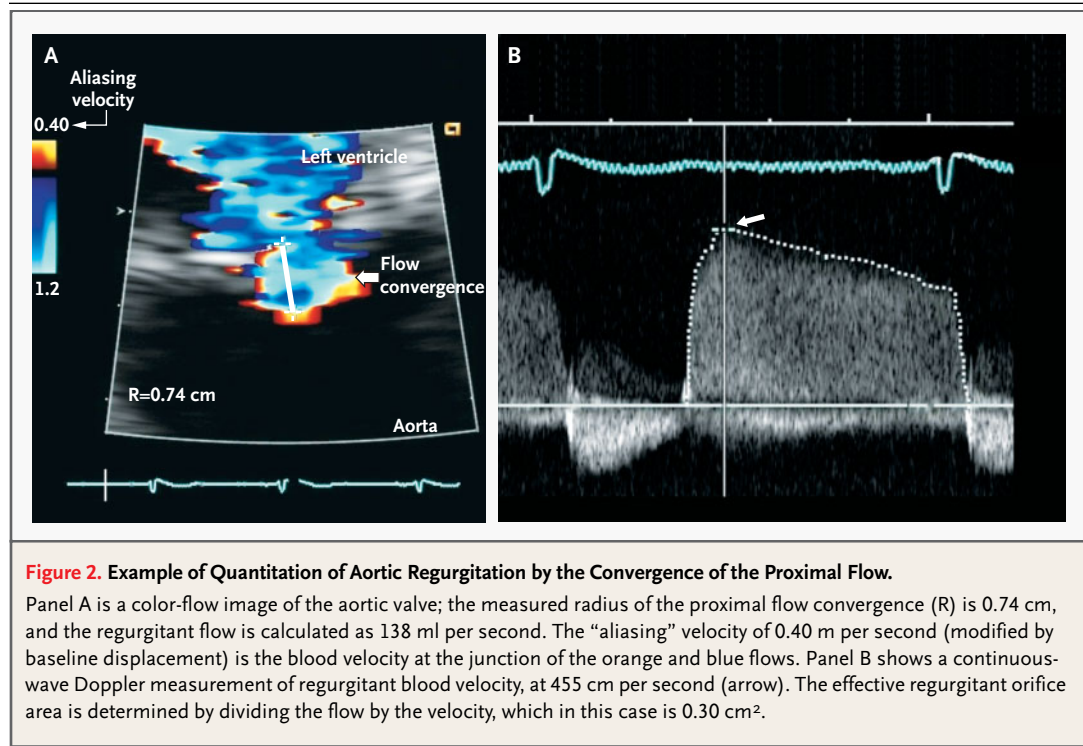 A
Aliasing
velocity
0.40
Left ventricle
Flow
convergence
1.2
R=0.74 cm
Aorta
B
Figure 2. Example of Quantitation of Aortic Regurgitation by the Convergence of the Proximal Flow.
Panel A is a color-flow image of the aortic valve; the measured radius of the proximal flow convergence (R) is 0.74 cm,
and the regurgitant flow is calculated as 138 ml per second. The “aliasing” velocity of 0.40 m per second (modified by
baseline displacement) is the blood velocity at the junction of the orange and blue flows. Panel B shows a continuous-
wave Doppler measurement of regurgitant blood velocity, at 455 cm per second (arrow). The effective regurgitant orifice
area is determined by dividing the flow by the velocity, which in this case is 0.30 cm².